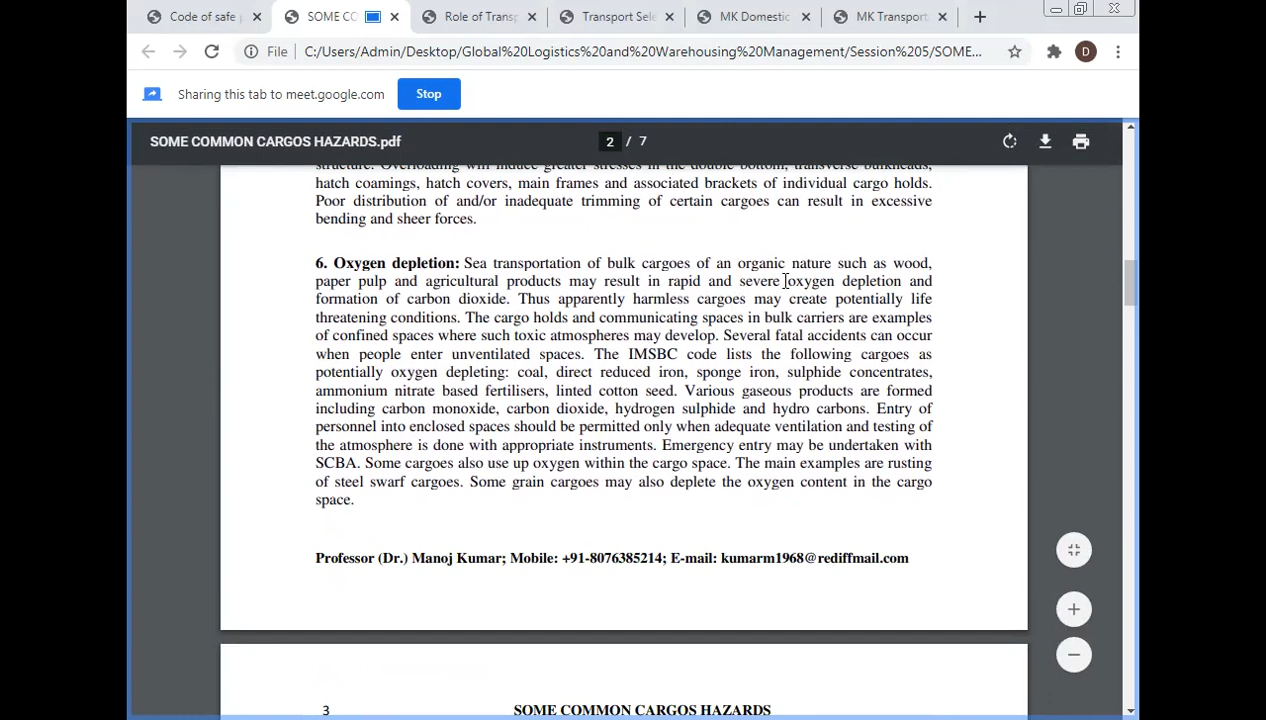 Code of safe p
SOME CO
Role of Transp
Transport Sele
MK Domestic
MK Transport
File
C:/Users/Admin/Desktop/Global%20Logistics%20and%20Warehousing%20Management/Session%205/SOME...
D
Sharing this tab to meet.google.com
Stop
SOME COMMON CARGOS HAZARDS.pdf
2 / 7
structure. Overloading will induce greater stresses in the double bottom, transverse bulkheads,
hatch coamings, hatch covers, main frames and associated brackets of individual cargo holds.
Poor distribution of and/or inadequate trimming of certain cargoes can result in excessive
bending and sheer forces.
6. Oxygen depletion: Sea transportation of bulk cargoes of an organic nature such as wood,
paper pulp and agricultural products may result in rapid and severe oxygen depletion and
formation of carbon dioxide. Thus apparently harmless cargoes may create potentially life
threatening conditions. The cargo holds and communicating spaces in bulk carriers are examples
of confined spaces where such toxic atmospheres may develop. Several fatal accidents can occur
when people enter unventilated spaces. The IMSBC code lists the following cargoes as
potentially oxygen depleting: coal, direct reduced iron, sponge iron, sulphide concentrates,
ammonium nitrate based fertilisers, linted cotton seed. Various gaseous products are formed
including carbon monoxide, carbon dioxide, hydrogen sulphide and hydro carbons. Entry of
personnel into enclosed spaces should be permitted only when adequate ventilation and testing of
the atmosphere is done with appropriate instruments. Emergency entry may be undertaken with
SCBA. Some cargoes also use up oxygen within the cargo space. The main examples are rusting
of steel swarf cargoes. Some grain cargoes may also deplete the oxygen content in the cargo
space.
Professor (Dr.) Manoj Kumar; Mobile: +91-8076385214; E-mail: kumarm1968@rediffmail.com
3 SOME COMMON CARGOS HAZARDS